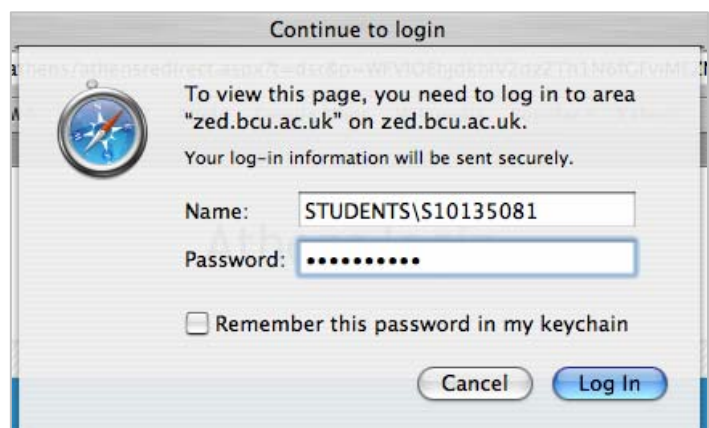 Continue to login
To view this page, you need to log in to area
“zed.bcu.ac.uk” on zed.bcu.ac.uk.
Your log-in information will be sent securely.
Name: STUDENTS\S10135081
Password: ••••••••••
Remember this password in my keychain
Cancel Log In